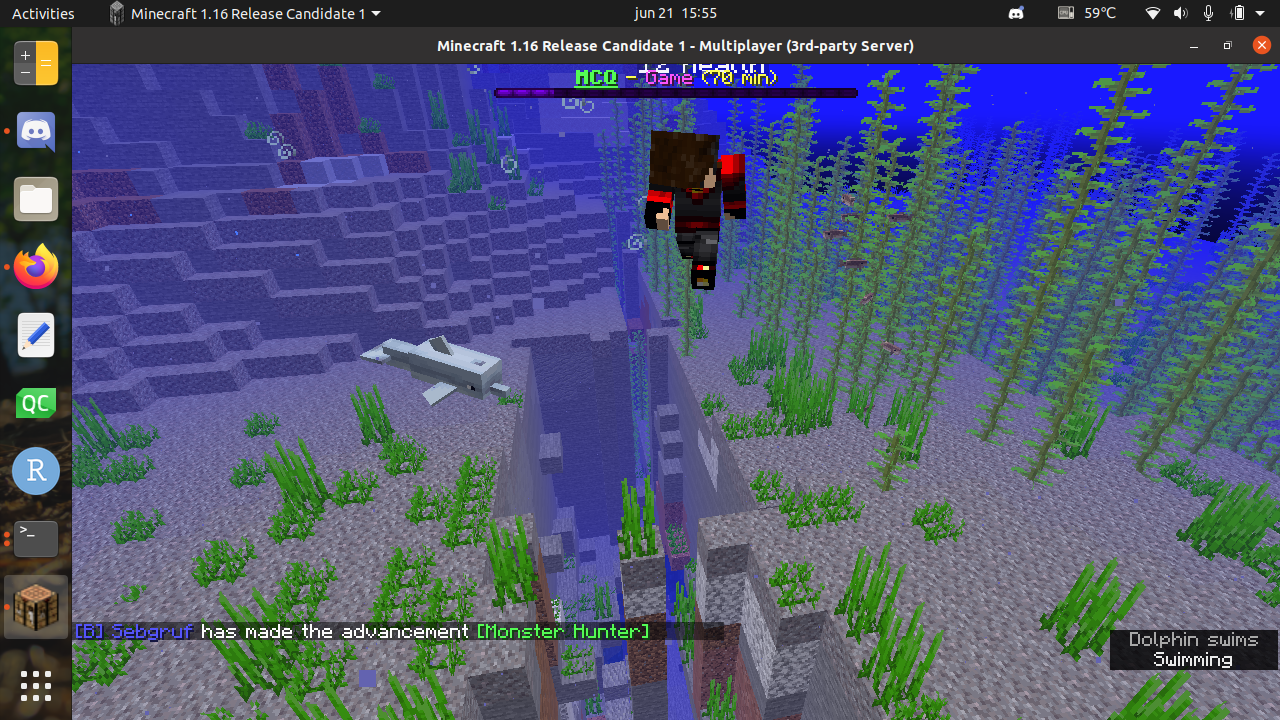 Activities
Minecraft 1.16 Release Candidate 1
jun 21 15:55
59°C
Minecraft 1.16 Release Candidate 1 - Multiplayer (3rd-party Server)
MCQ - Game (70 min)
QC
R
>_
[B] Sebgruf has made the advancement [Monster Hunter]
Dolphin swims
Swimming